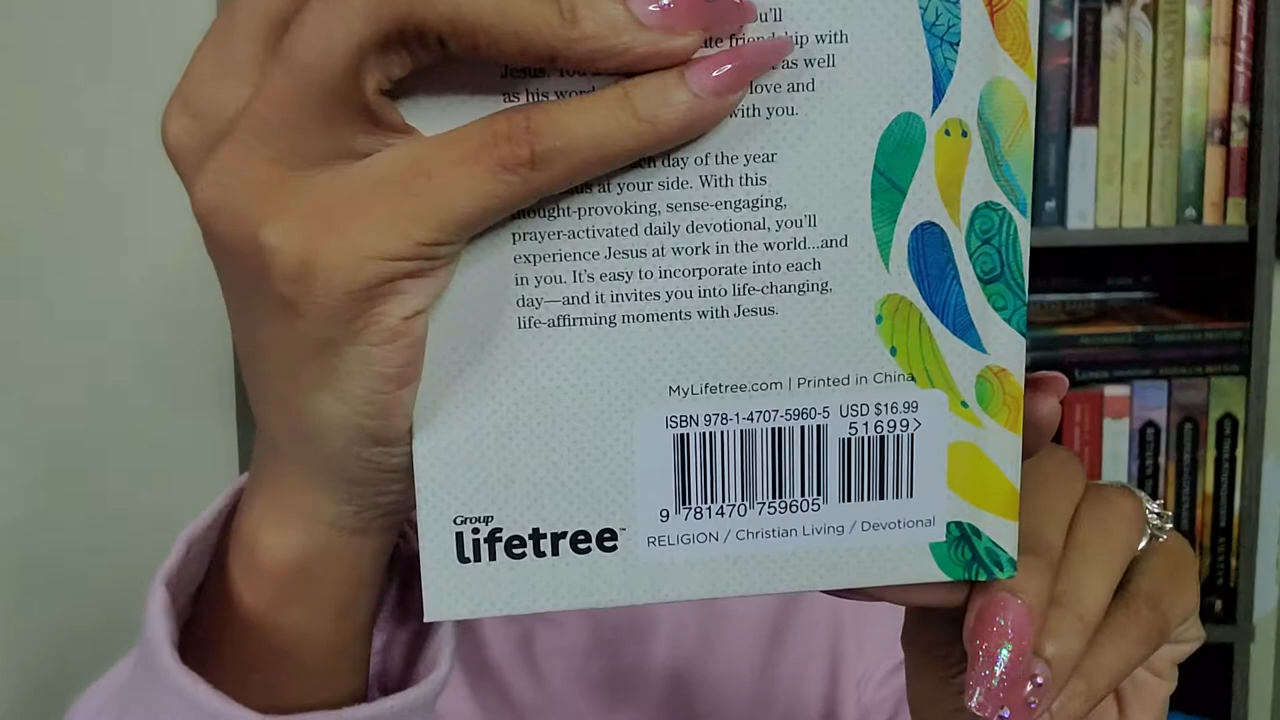 you'll
friendship with
Jesus. You
as well
as his word
love and
with you.
each day of the year
at your side. With this
thought-provoking, sense-engaging,
prayer-activated daily devotional, you'll
experience Jesus at work in the world...and
in you. It's easy to incorporate into each
day—and it invites you into life-changing,
life-affirming moments with Jesus.
MyLifetree.com | Printed in China
ISBN 978-1-4707-5960-5 USD $16.99
51699>
9 781470 759605
Group
lifetree™
RELIGION / Christian Living / Devotional